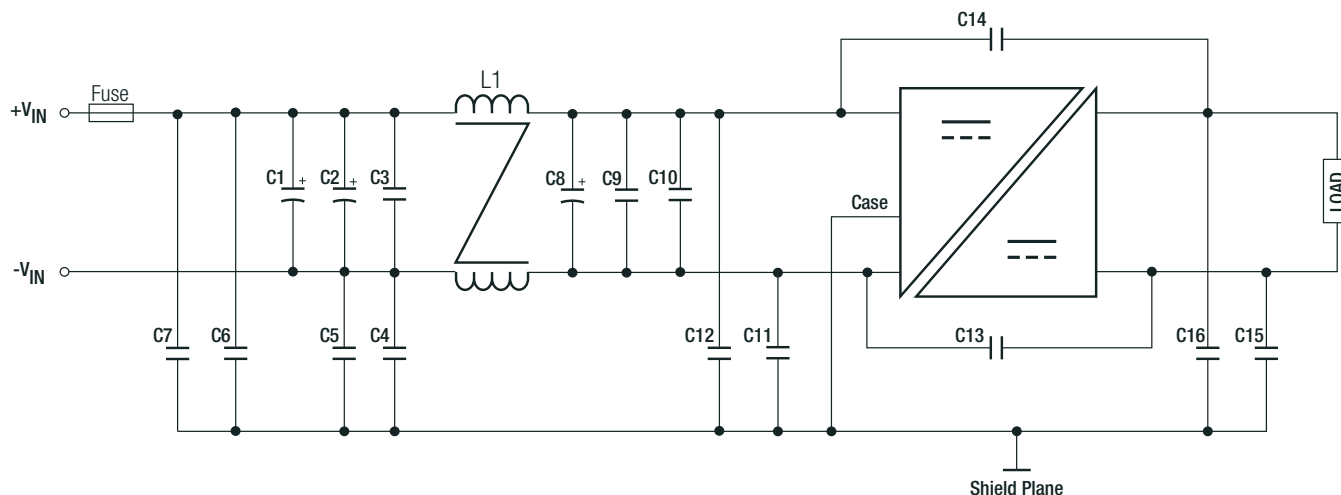 C14
Fuse
L1
+VIN
C1 +
C2 +
C3
C8 +
C9
C10
Case
LOAD
-VIN
C7
C6
C5
C4
C12
C11
C13
C16
C15
Shield Plane